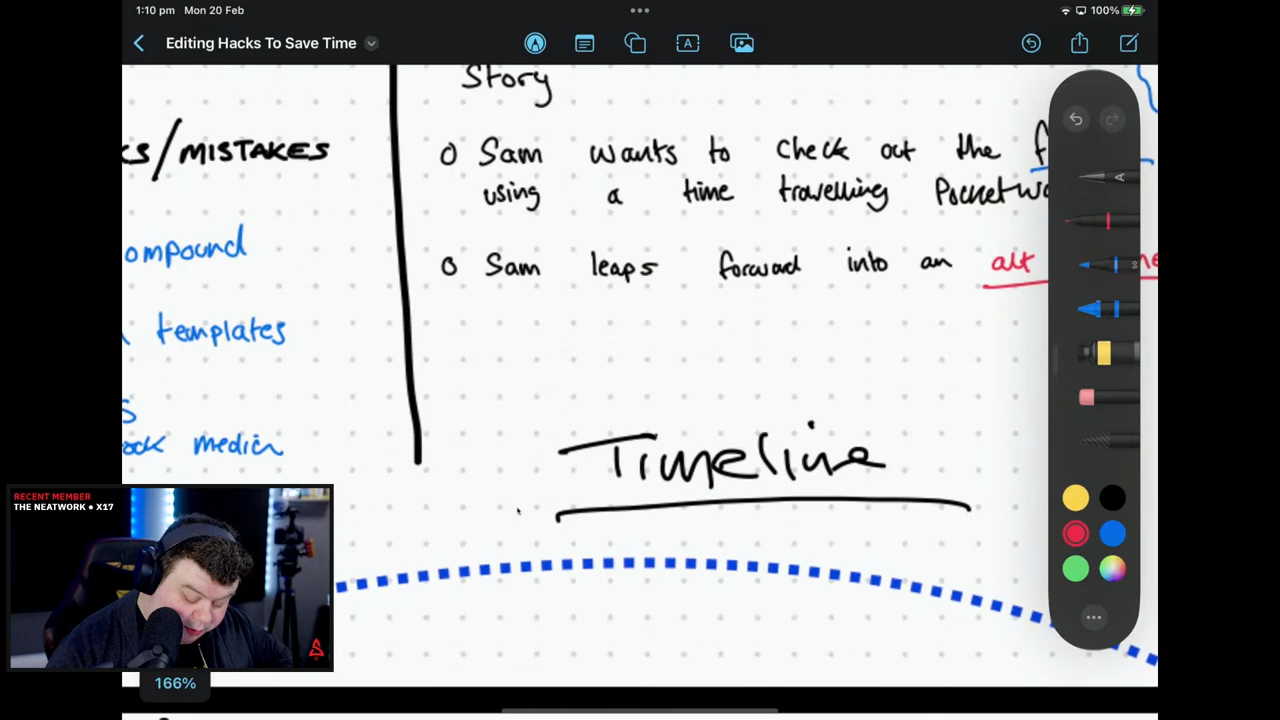 1:10 pm Mon 20 Feb
100%
Editing Hacks To Save Time
A
Story
/MISTAKES
Sam wants to check out the
using a time travelling
Sam leaps forward into an alt
ompound
templates
Timeline
RECENT MEMBER
THE NEATWORK • X17
166%
A
50